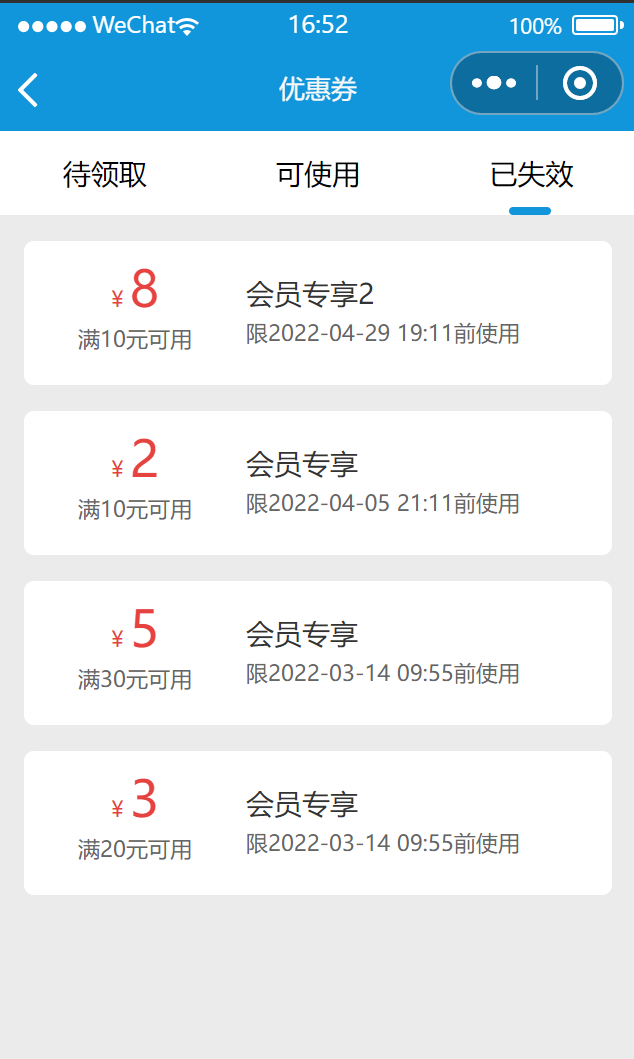 WeChat 16:52 100%
优惠券
待领取 可使用 已失效
¥8
满10元可用
会员专享2
限2022-04-29 19:11前使用
¥2
满10元可用
会员专享
限2022-04-05 21:11前使用
¥5
满30元可用
会员专享
限2022-03-14 09:55前使用
¥3
满20元可用
会员专享
限2022-03-14 09:55前使用